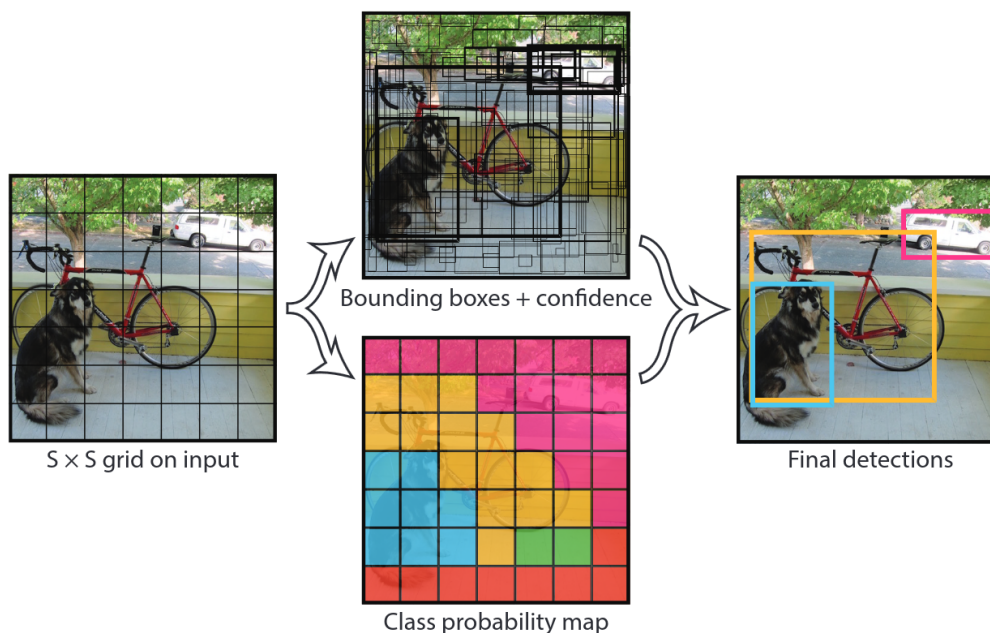 S × S grid on input
Bounding boxes + confidence
Class probability map
Final detections